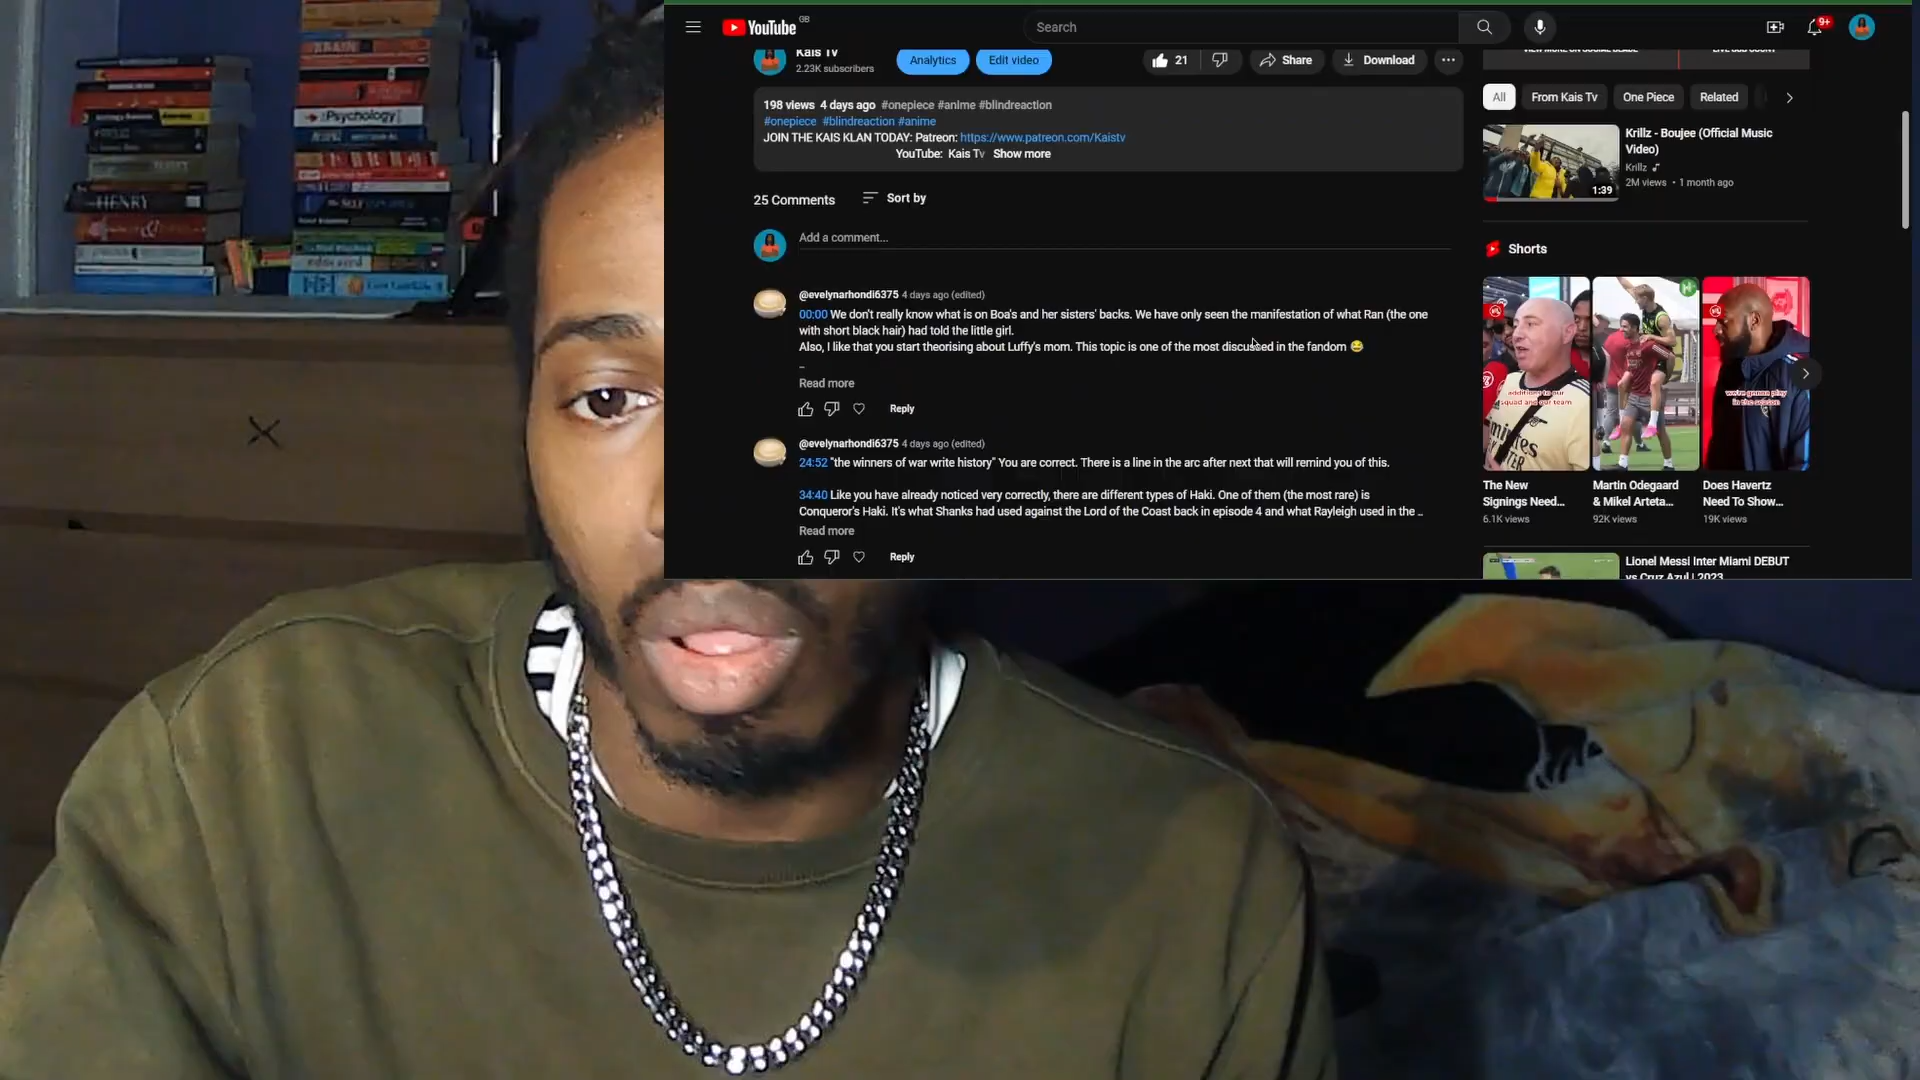 YouTube GB
Search
9+
Kais Tv
2.23K subscribers
Analytics
Edit video
21
Share
Download
198 views 4 days ago #onepiece #anime #blindreaction
#onepiece #blindreaction #anime
JOIN THE KAIS KLAN TODAY: Patreon: https://www.patreon.com/Kaistv
YouTube: Kais Tv Show more
25 Comments
Sort by
Add a comment...
@evelynarhondi6375 4 days ago (edited)
00:00 We don't really know what is on Boa's and her sisters' backs. We have only seen the manifestation of what Ran (the one
with short black hair) had told the little girl.
Also, I like that you start theorising about Luffy's mom. This topic is one of the most discussed in the fandom 😂
Read more
Reply
@evelynarhondi6375 4 days ago (edited)
24:52 "the winners of war write history" You are correct. There is a line in the arc after next that will remind you of this.
34:40 Like you have already noticed very correctly, there are different types of Haki. One of them (the most rare) is
Conqueror's Haki. It's what Shanks had used against the Lord of the Coast back in episode 4 and what Rayleigh used in the ..
Read more
Reply
All
From Kais Tv
One Piece
Related
Krillz - Boujee (Official Music
Video)
Krillz
2M views • 1 month ago
1:39
Shorts
The New
Signings Need...
6.1K views
Martin Odegaard
& Mikel Arteta...
92K views
Does Havertz
Need To Show...
19K views
Lionel Messi Inter Miami DEBUT
vs Cruz Azul | 2023
Psychology
HENRY